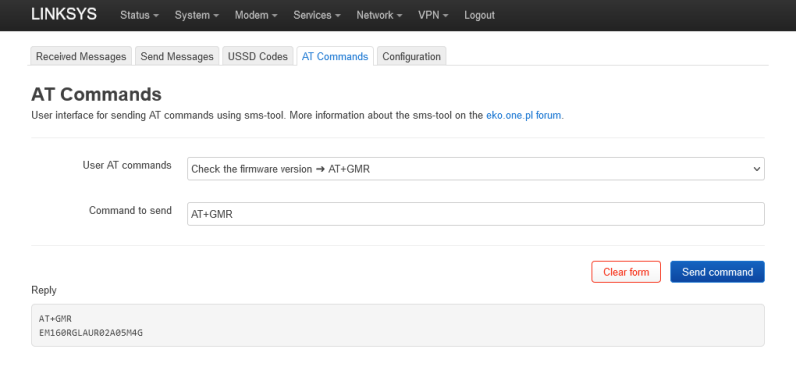 LINKSYS Status System Modem Services Network VPN Logout
Received Messages Send Messages USSD Codes AT Commands Configuration
AT Commands
User interface for sending AT commands using sms-tool. More information about the sms-tool on the eko.one.pl forum.
User AT commands Check the firmware version ➔ AT+GMR
Command to send AT+GMR
Clear form Send command
Reply
AT+GMR
EM160RGLAUR02A05M4G